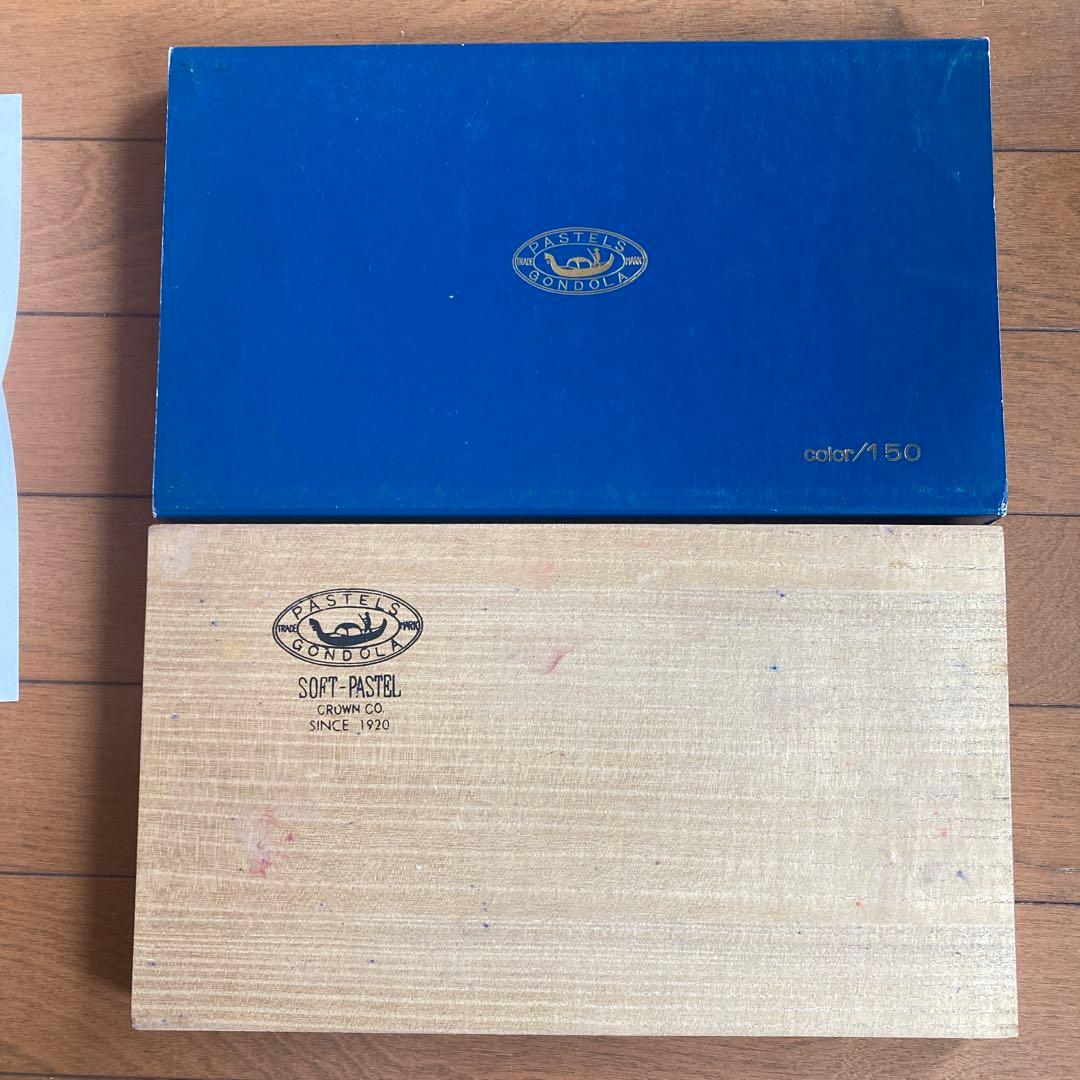 PASTELS
TRADE MARK
GONDOLA
color/150
PASTELS
TRADE MARK
GONDOLA
SOFT-PASTEL
CROWN CO.
SINCE 1920